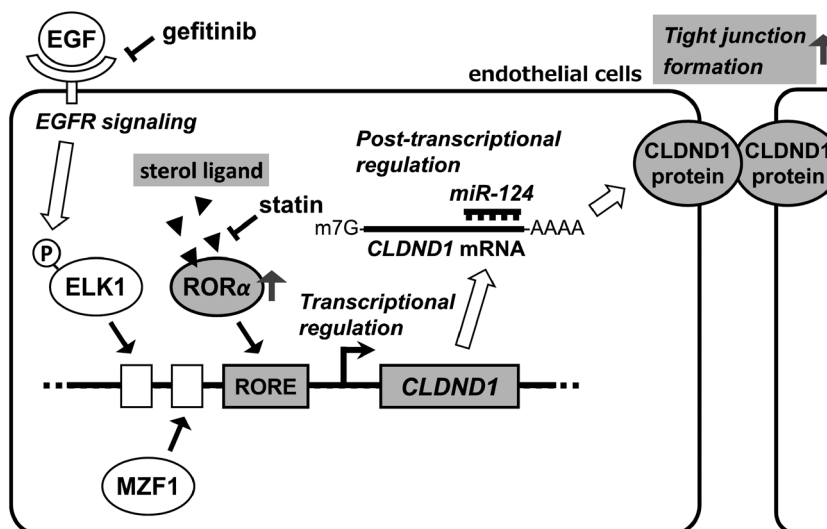 EGF
gefitinib
endothelial cells
Tight junction
formation
EGFR signaling
sterol ligand
statin
Post-transcriptional
regulation
miR-124
m7G-
-AAAA
CLDND1 mRNA
CLDND1
protein
CLDND1
protein
P
ELK1
RORα
Transcriptional
regulation
RORE
CLDND1
MZF1